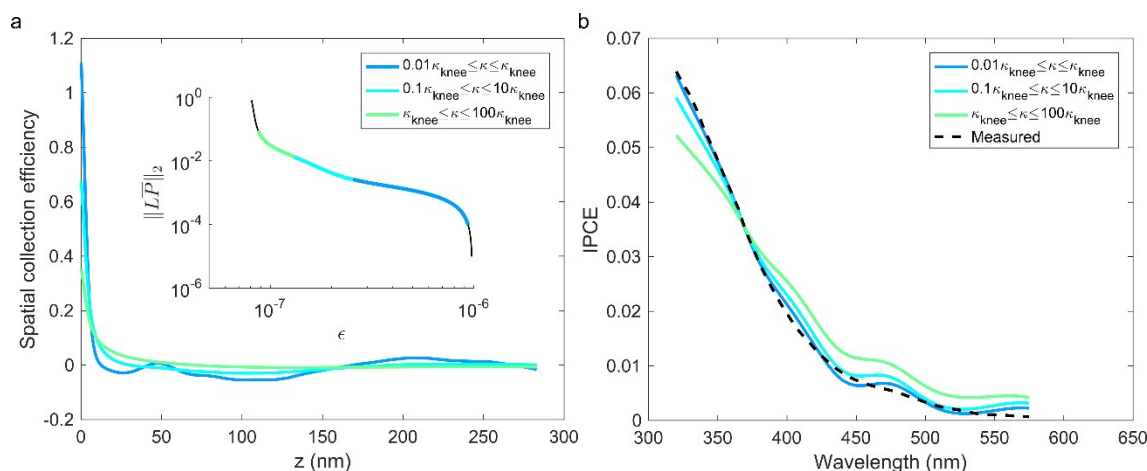 a
1.2
1
0.8
0.6
0.4
0.2
0
-0.2
Spatial collection efficiency
0 50 100 150 200 250 300
z (nm)
0.01κknee≤κ≤κknee
0.1κknee≤κ≤10κknee
κknee≤κ≤100κknee
10^0
10^-2
10^-4
10^-6
‖LP̅‖2
10^-7 10^-6
ϵ
b
0.07
0.06
0.05
0.04
0.03
0.02
0.01
0
IPCE
300 350 400 450 500 550 600 650
Wavelength (nm)
0.01κknee≤κ≤κknee
0.1κknee≤κ≤10κknee
κknee≤κ≤100κknee
Measured